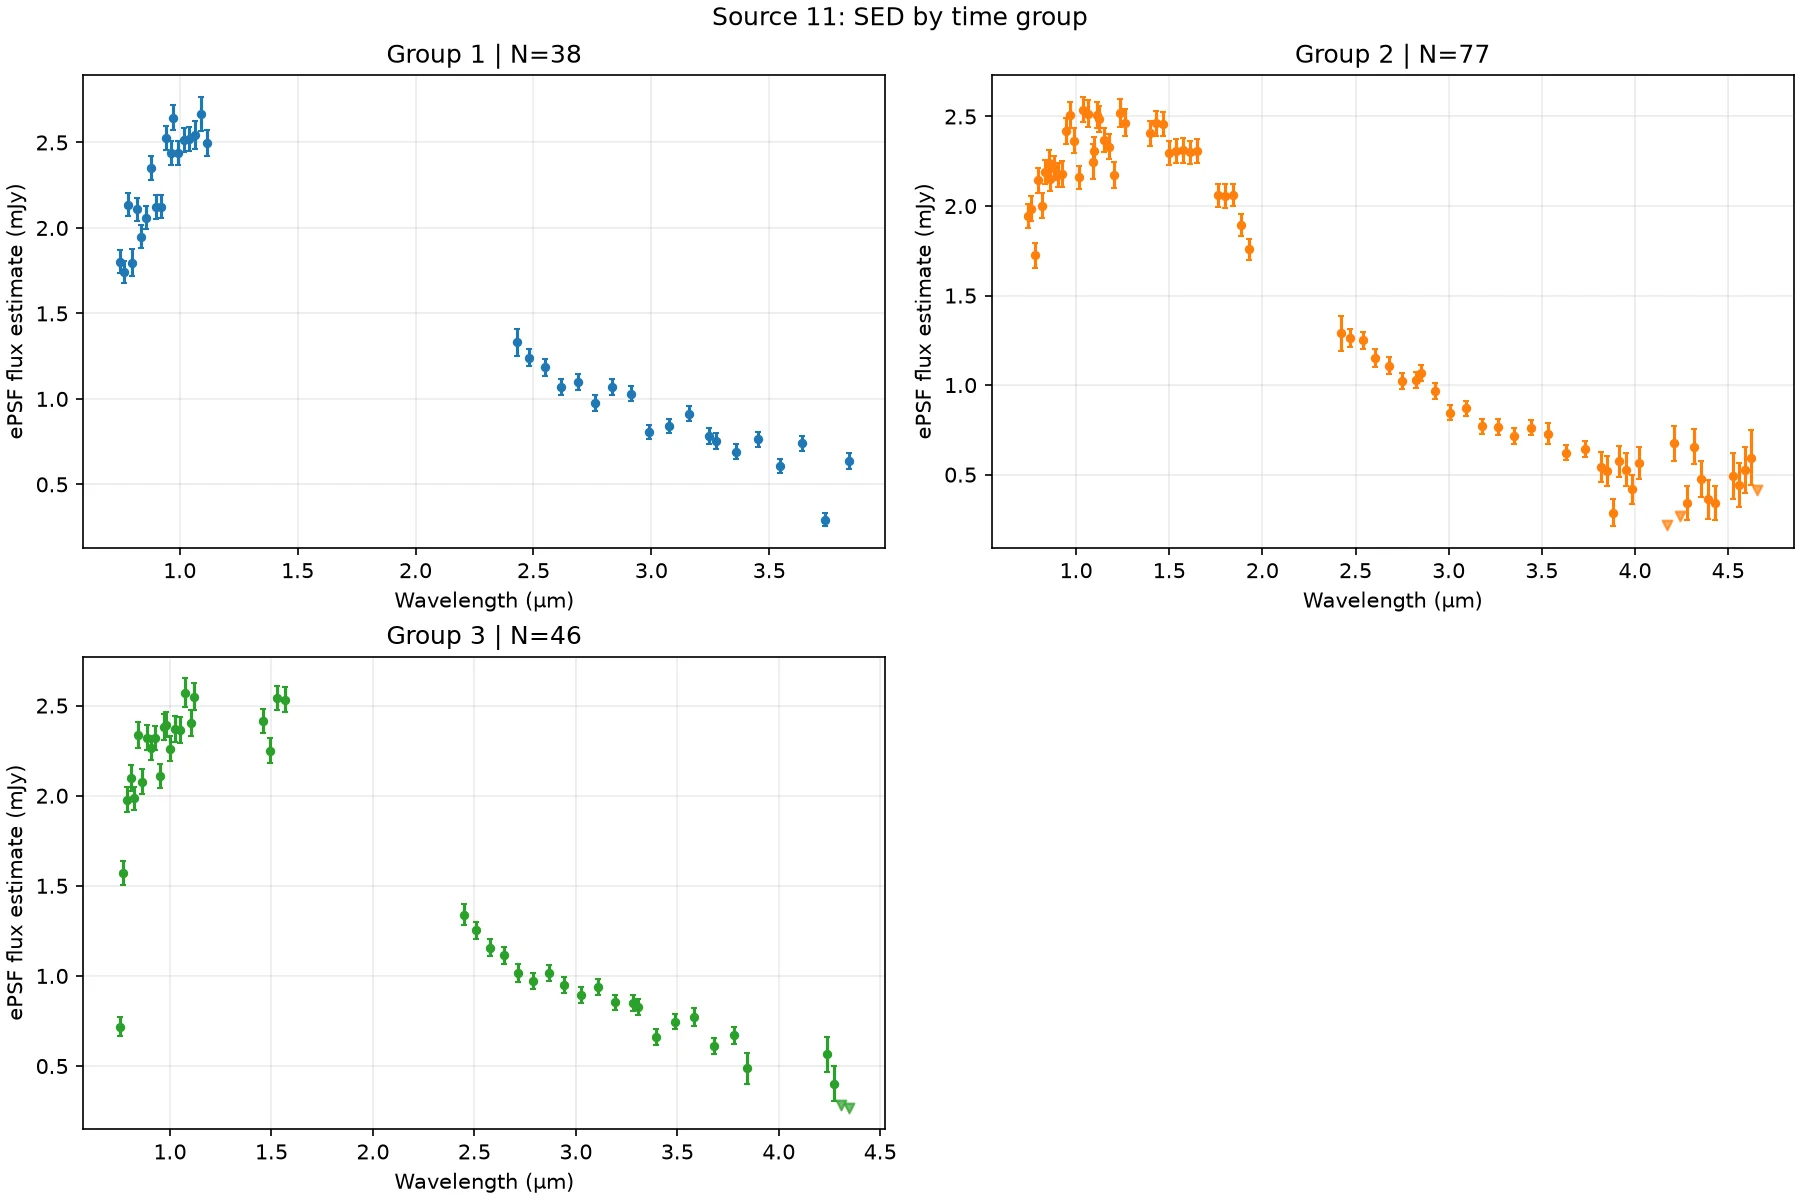 Source 11: SED by time group
Group 1 | N=38
ePSF flux estimate (mJy)
2.5
2.0
1.5
1.0
0.5
1.0 1.5 2.0 2.5 3.0 3.5
Wavelength (µm)
Group 2 | N=77
ePSF flux estimate (mJy)
2.5
2.0
1.5
1.0
0.5
1.0 1.5 2.0 2.5 3.0 3.5 4.0 4.5
Wavelength (µm)
Group 3 | N=46
ePSF flux estimate (mJy)
2.5
2.0
1.5
1.0
0.5
1.0 1.5 2.0 2.5 3.0 3.5 4.0 4.5
Wavelength (µm)